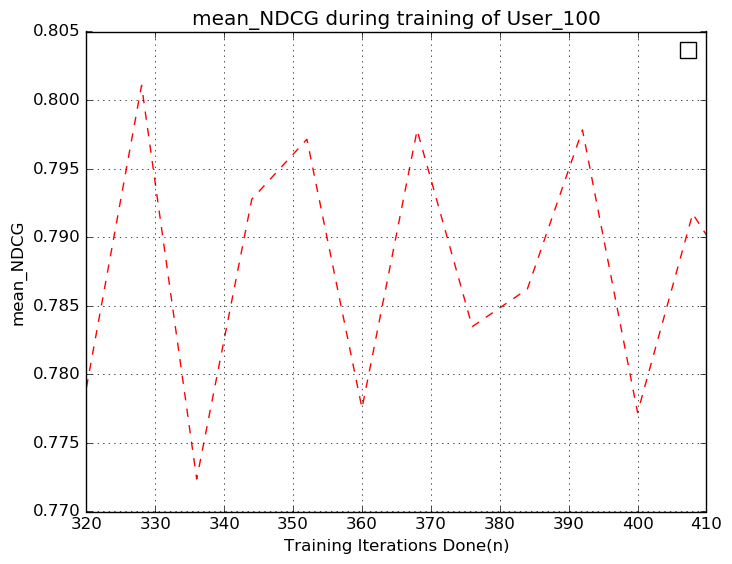 mean_NDCG during training of User_100
0.805
0.800
0.795
0.790
0.785
0.780
0.775
0.770
mean_NDCG
320 330 340 350 360 370 380 390 400 410
Training Iterations Done(n)